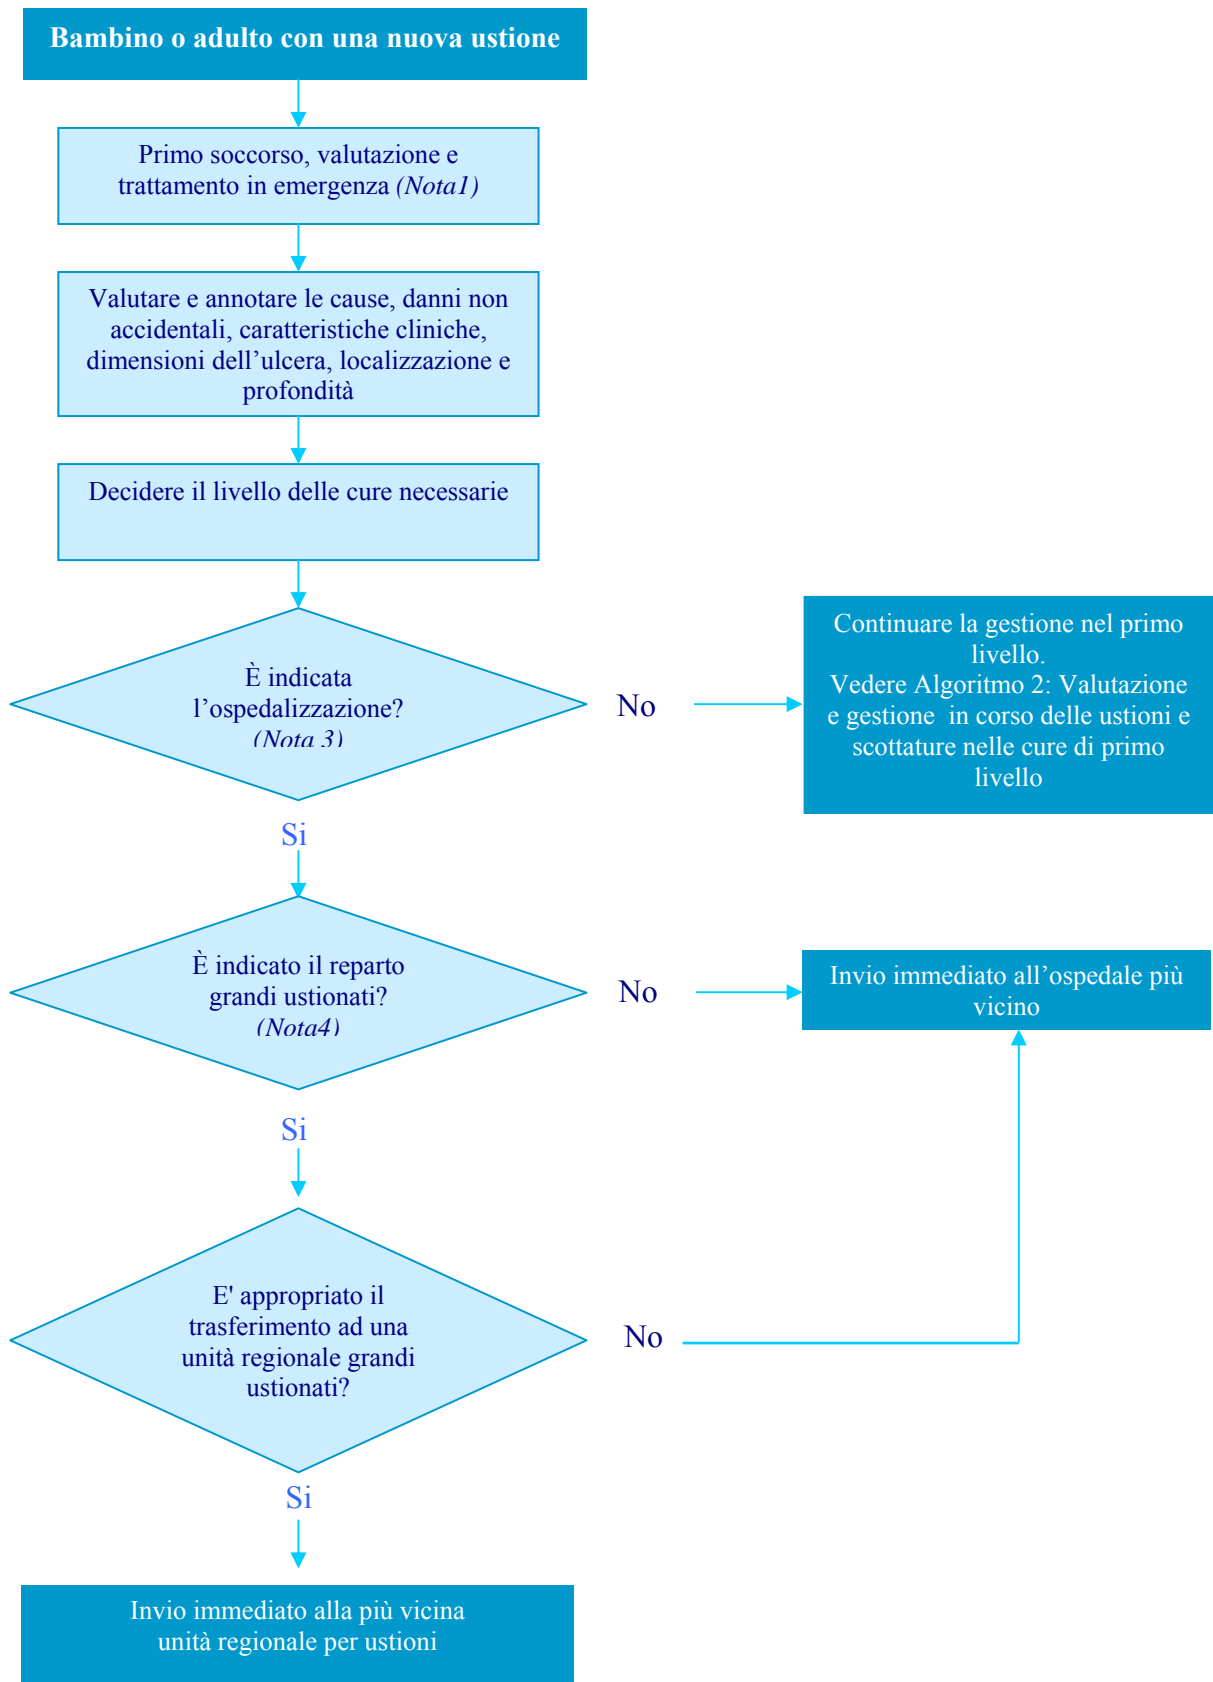 Bambino o adulto con una nuova ustione
Primo soccorso, valutazione e
trattamento in emergenza (Nota1)
Valutare e annotare le cause, danni non
accidentali, caratteristiche cliniche,
dimensioni dell’ulcera, localizzazione e
profondità
Decidere il livello delle cure necessarie
È indicata
l’ospedalizzazione?
(Nota 3)
No
Continuare la gestione nel primo
livello.
Vedere Algoritmo 2: Valutazione
e gestione in corso delle ustioni e
scottature nelle cure di primo
livello
Si
È indicato il reparto
grandi ustionati?
(Nota4)
No
Invio immediato all’ospedale più
vicino
Si
E' appropriato il
trasferimento ad una
unità regionale grandi
ustionati?
No
Si
Invio immediato alla più vicina
unità regionale per ustioni